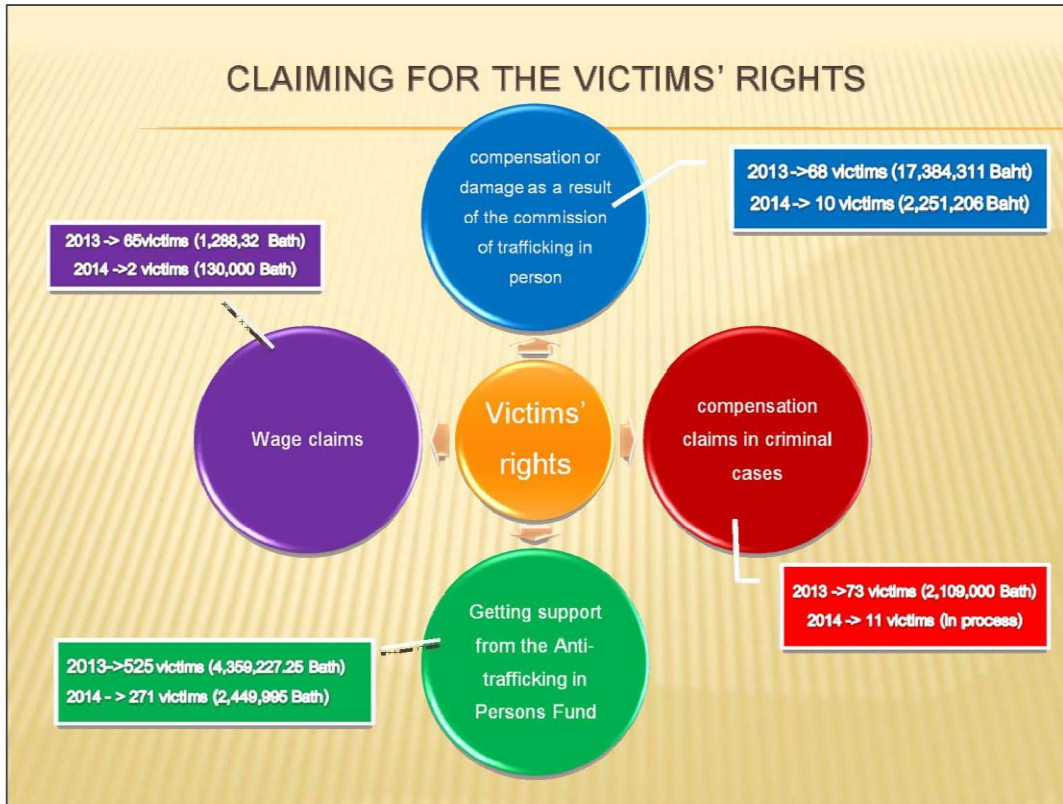 CLAIMING FOR THE VICTIMS' RIGHTS
compensation or
damage as a result
of the commission
of trafficking in
person
2013 ->68 victims (17,384,311 Baht)
2014 -> 10 victims (2,251,206 Baht)
2013 -> 65victims (1,288,32 Bath)
2014 ->2 victims (130,000 Bath)
Wage claims
Victims'
rights
compensation
claims in criminal
cases
2013 ->73 victims (2,109,000 Bath)
2014 -> 11 victims (in process)
Getting support
from the Anti-
trafficking in
Persons Fund
2013->525 victims (4,359,227.25 Bath)
2014 - > 271 victims (2,449,995 Bath)